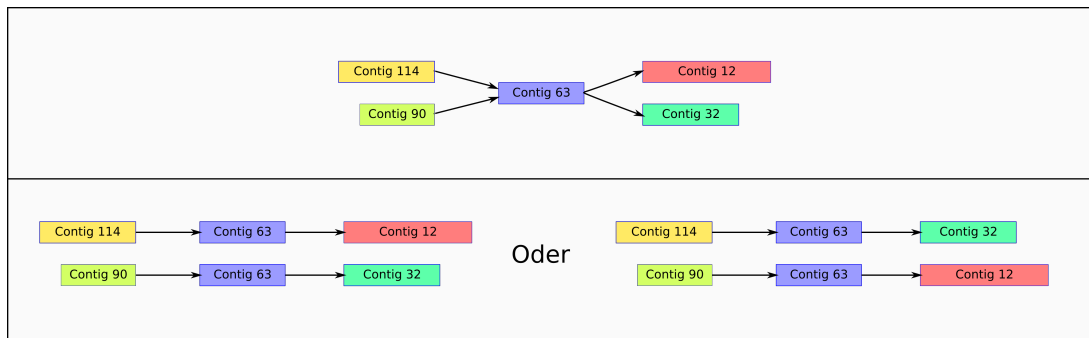 Contig 114
Contig 12
Contig 63
Contig 90
Contig 32
Contig 114 Contig 63 Contig 12
Contig 90 Contig 63 Contig 32
Oder
Contig 114 Contig 63 Contig 32
Contig 90 Contig 63 Contig 12